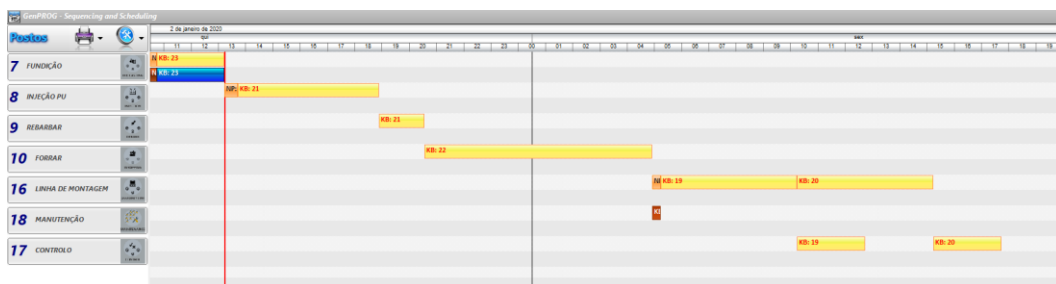 GenPROG - Sequencing and Scheduling
Postos
2 de janeiro de 2020
qui
sex
11 12 13 14 15 16 17 18 19 20 21 22 23 00 01 02 03 04 05 06 07 08 09 10 11 12 13 14 15 16 17 18 19
7 FUNDIÇÃO
N KB: 23
N KB: 23
8 INJEÇÃO PU
NP: KB: 21
9 REBARBAR
KB: 21
10 FORRAR
KB: 22
16 LINHA DE MONTAGEM
KB: 19 KB: 20
18 MANUTENÇÃO
17 CONTROLO
KB: 19 KB: 20